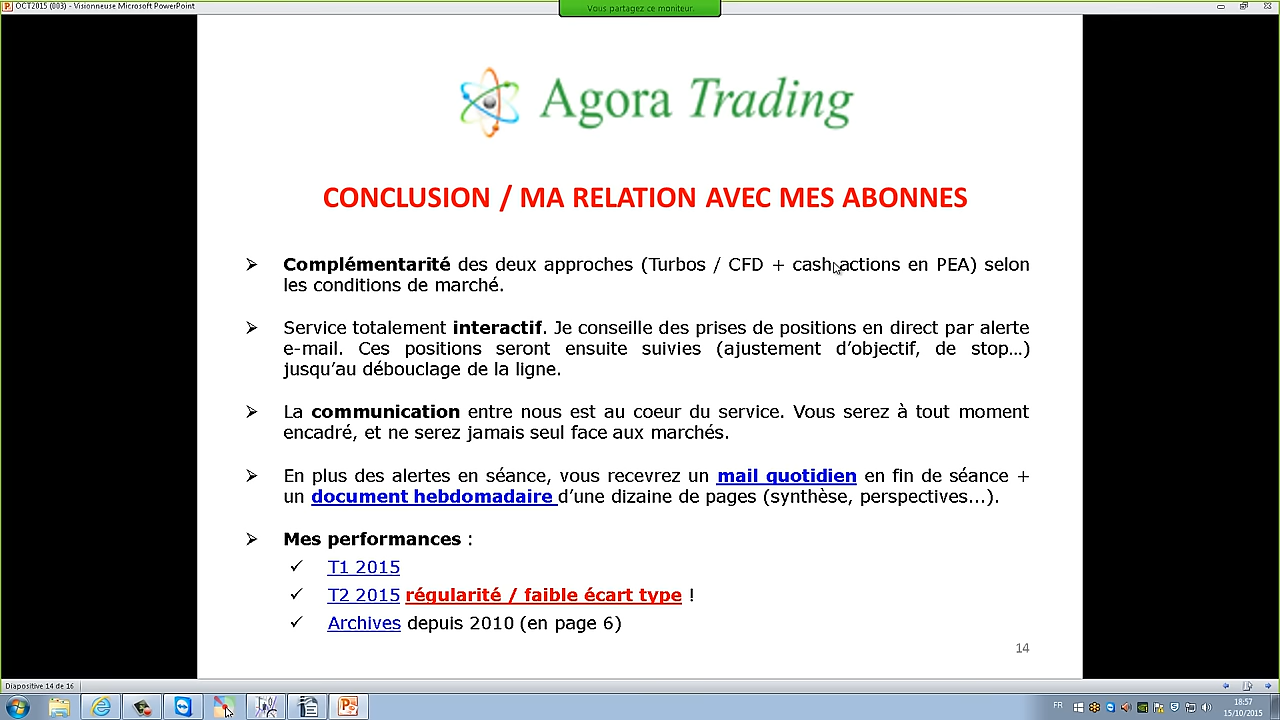 OCT2015 (003) - Visionneuse Microsoft PowerPoint
Vous partagez ce moniteur.
Agora Trading
CONCLUSION / MA RELATION AVEC MES ABONNES
➢ Complémentarité des deux approches (Turbos / CFD + cash actions en PEA) selon
les conditions de marché.
➢ Service totalement interactif. Je conseille des prises de positions en direct par alerte
e-mail. Ces positions seront ensuite suivies (ajustement d’objectif, de stop…)
jusqu’au débouclage de la ligne.
➢ La communication entre nous est au coeur du service. Vous serez à tout moment
encadré, et ne serez jamais seul face aux marchés.
➢ En plus des alertes en séance, vous recevrez un mail quotidien en fin de séance +
un document hebdomadaire d’une dizaine de pages (synthèse, perspectives...).
➢ Mes performances :
✓ T1 2015
✓ T2 2015 régularité / faible écart type !
✓ Archives depuis 2010 (en page 6)
14
Diapositive 14 de 16
FR
18:57
15/10/2015